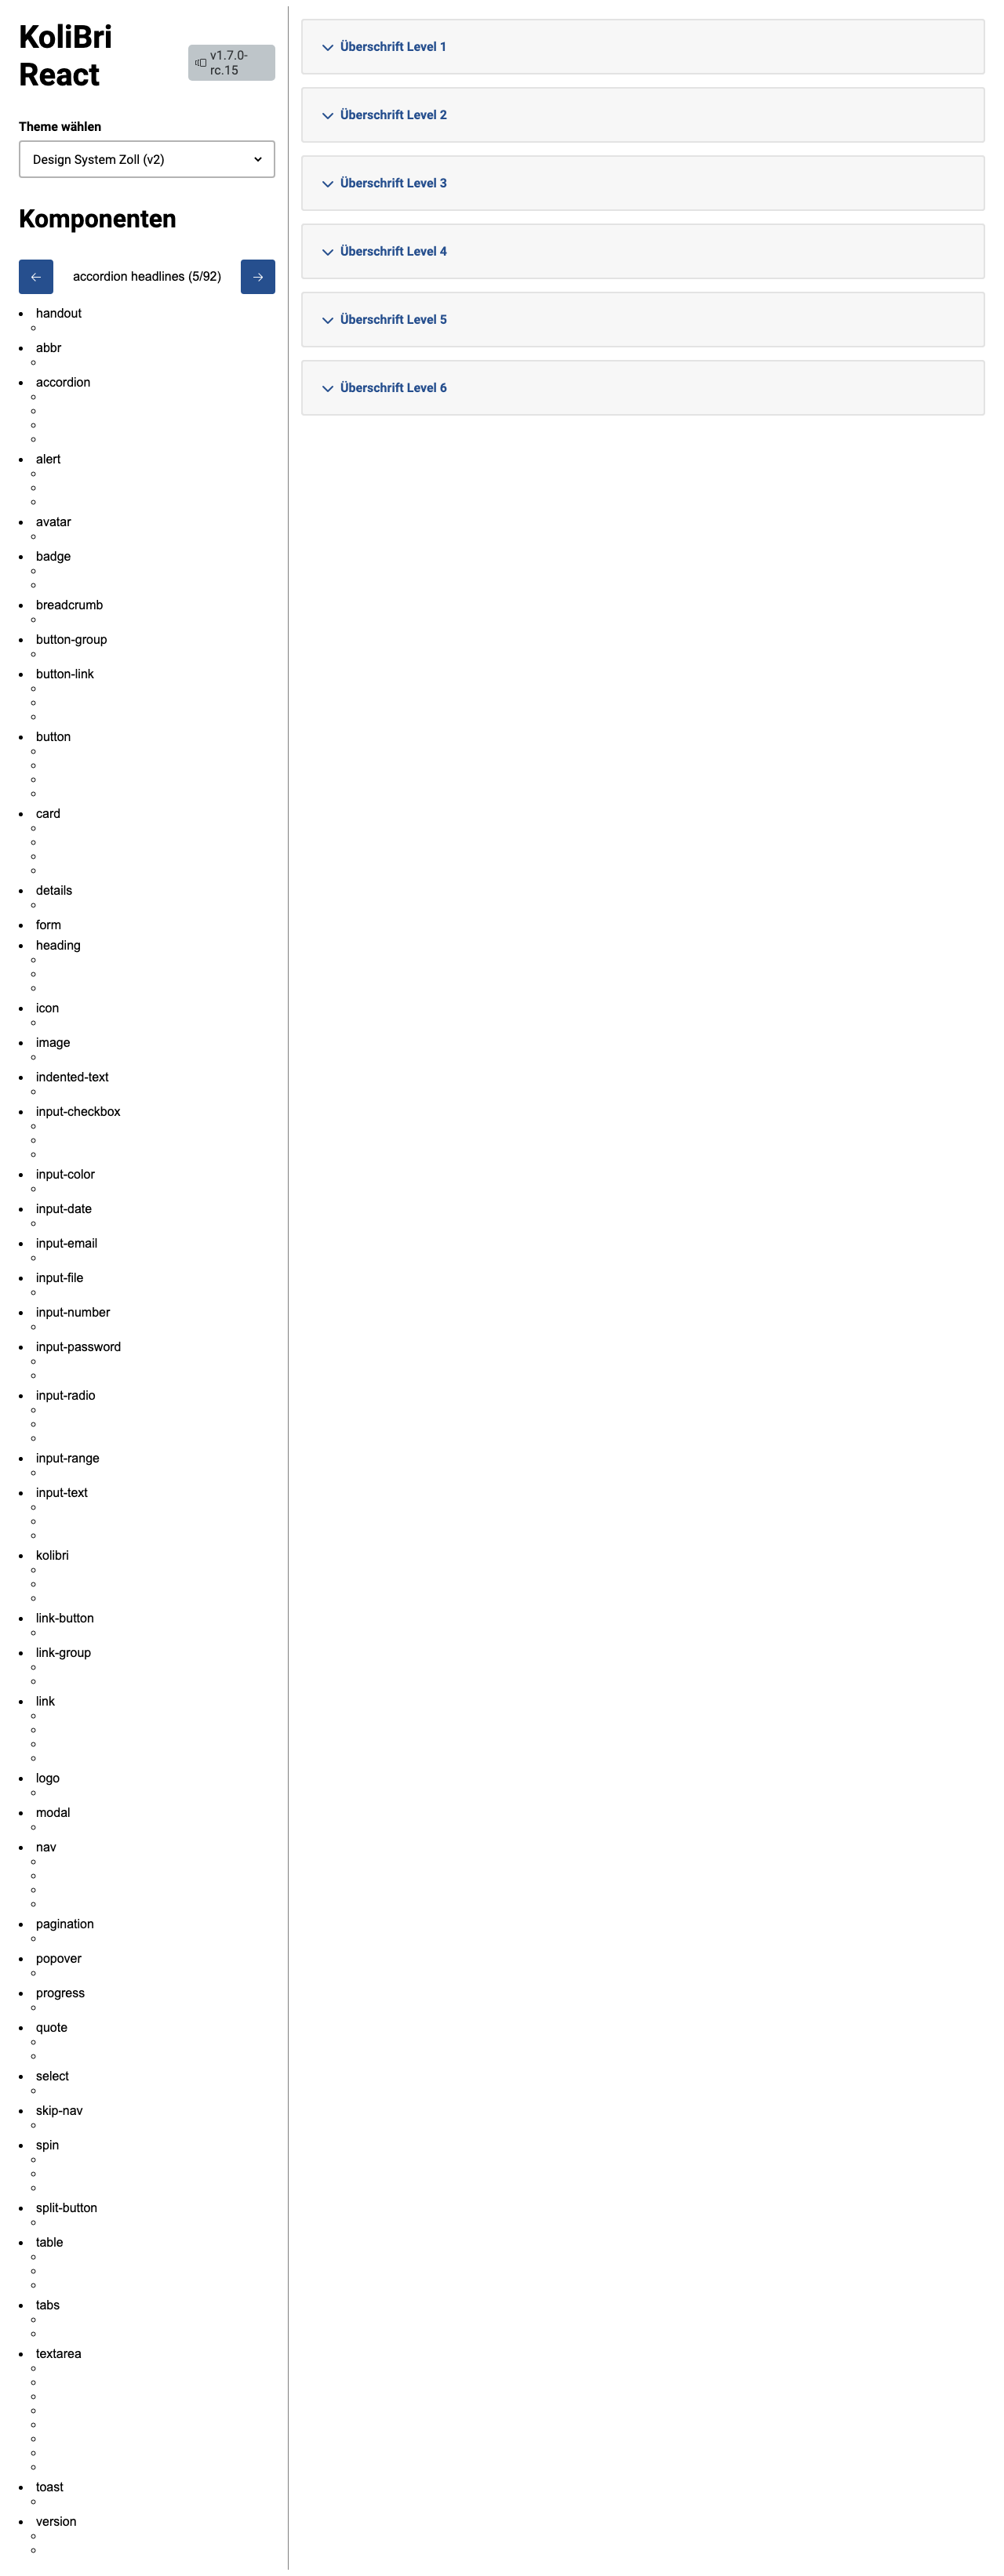 KoliBri
React
v1.7.0-
rc.15
Theme wählen
Design System Zoll (v2)
Komponenten
accordion headlines (5/92)
handout
abbr
accordion
alert
avatar
badge
breadcrumb
button-group
button-link
button
card
details
form
heading
icon
image
indented-text
input-checkbox
input-color
input-date
input-email
input-file
input-number
input-password
input-radio
input-range
input-text
kolibri
link-button
link-group
link
logo
modal
nav
pagination
popover
progress
quote
select
skip-nav
spin
split-button
table
tabs
textarea
toast
version
Überschrift Level 1
Überschrift Level 2
Überschrift Level 3
Überschrift Level 4
Überschrift Level 5
Überschrift Level 6